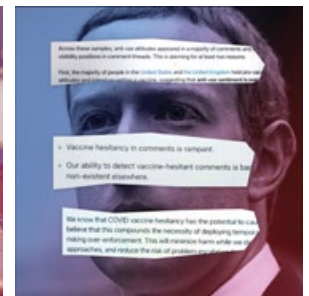 Across these samples, anti-vax attitudes appeared in a majority of comments and
visibility positions in comment threads. This is alarming for at least two reasons:
First, the majority of people in the United States and the United Kingdom hold pro-vac
attitudes and
Vaccine hesitancy in comments is rampant.
Our ability to detect vaccine-hesitant comments is bad
non-existent elsewhere.
We know that COVID vaccine hesitancy has the potential to
believe that this compounds the necessity of deploying
risking over-enforcement. This will minimize harm while we
approaches, and reduce the risk of problem